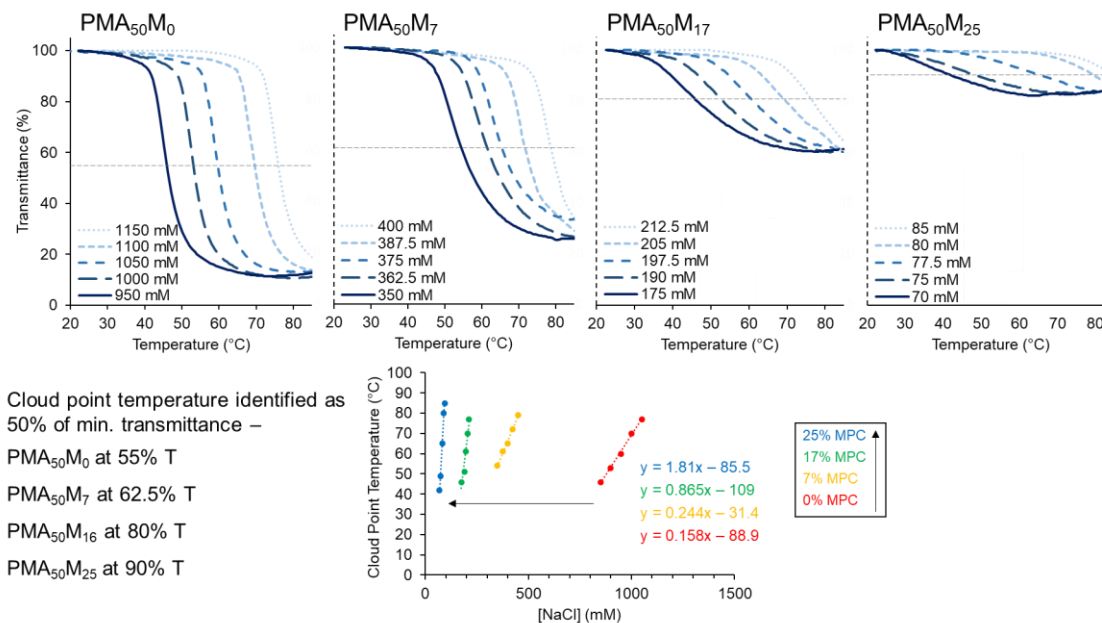 PMA₅₀M₀
PMA₅₀M₇
PMA₅₀M₁₇
PMA₅₀M₂₅
Transmittance (%)
100
80
60
40
20
0
1150 mM
1100 mM
1050 mM
1000 mM
950 mM
20 30 40 50 60 70 80
Temperature (°C)
400 mM
387.5 mM
375 mM
362.5 mM
350 mM
20 30 40 50 60 70 80
Temperature (°C)
212.5 mM
205 mM
197.5 mM
190 mM
175 mM
20 30 40 50 60 70 80
Temperature (°C)
85 mM
80 mM
77.5 mM
75 mM
70 mM
20 30 40 50 60 70 80
Temperature (°C)
Cloud point temperature identified as
50% of min. transmittance –
PMA₅₀M₀ at 55% T
PMA₅₀M₇ at 62.5% T
PMA₅₀M₁₆ at 80% T
PMA₅₀M₂₅ at 90% T
Cloud Point Temperature (°C)
100
90
80
70
60
50
40
30
20
10
0
0 500 1000 1500
[NaCl] (mM)
y = 1.81x – 85.5
y = 0.865x – 109
y = 0.244x – 31.4
y = 0.158x – 88.9
25% MPC
17% MPC
7% MPC
0% MPC